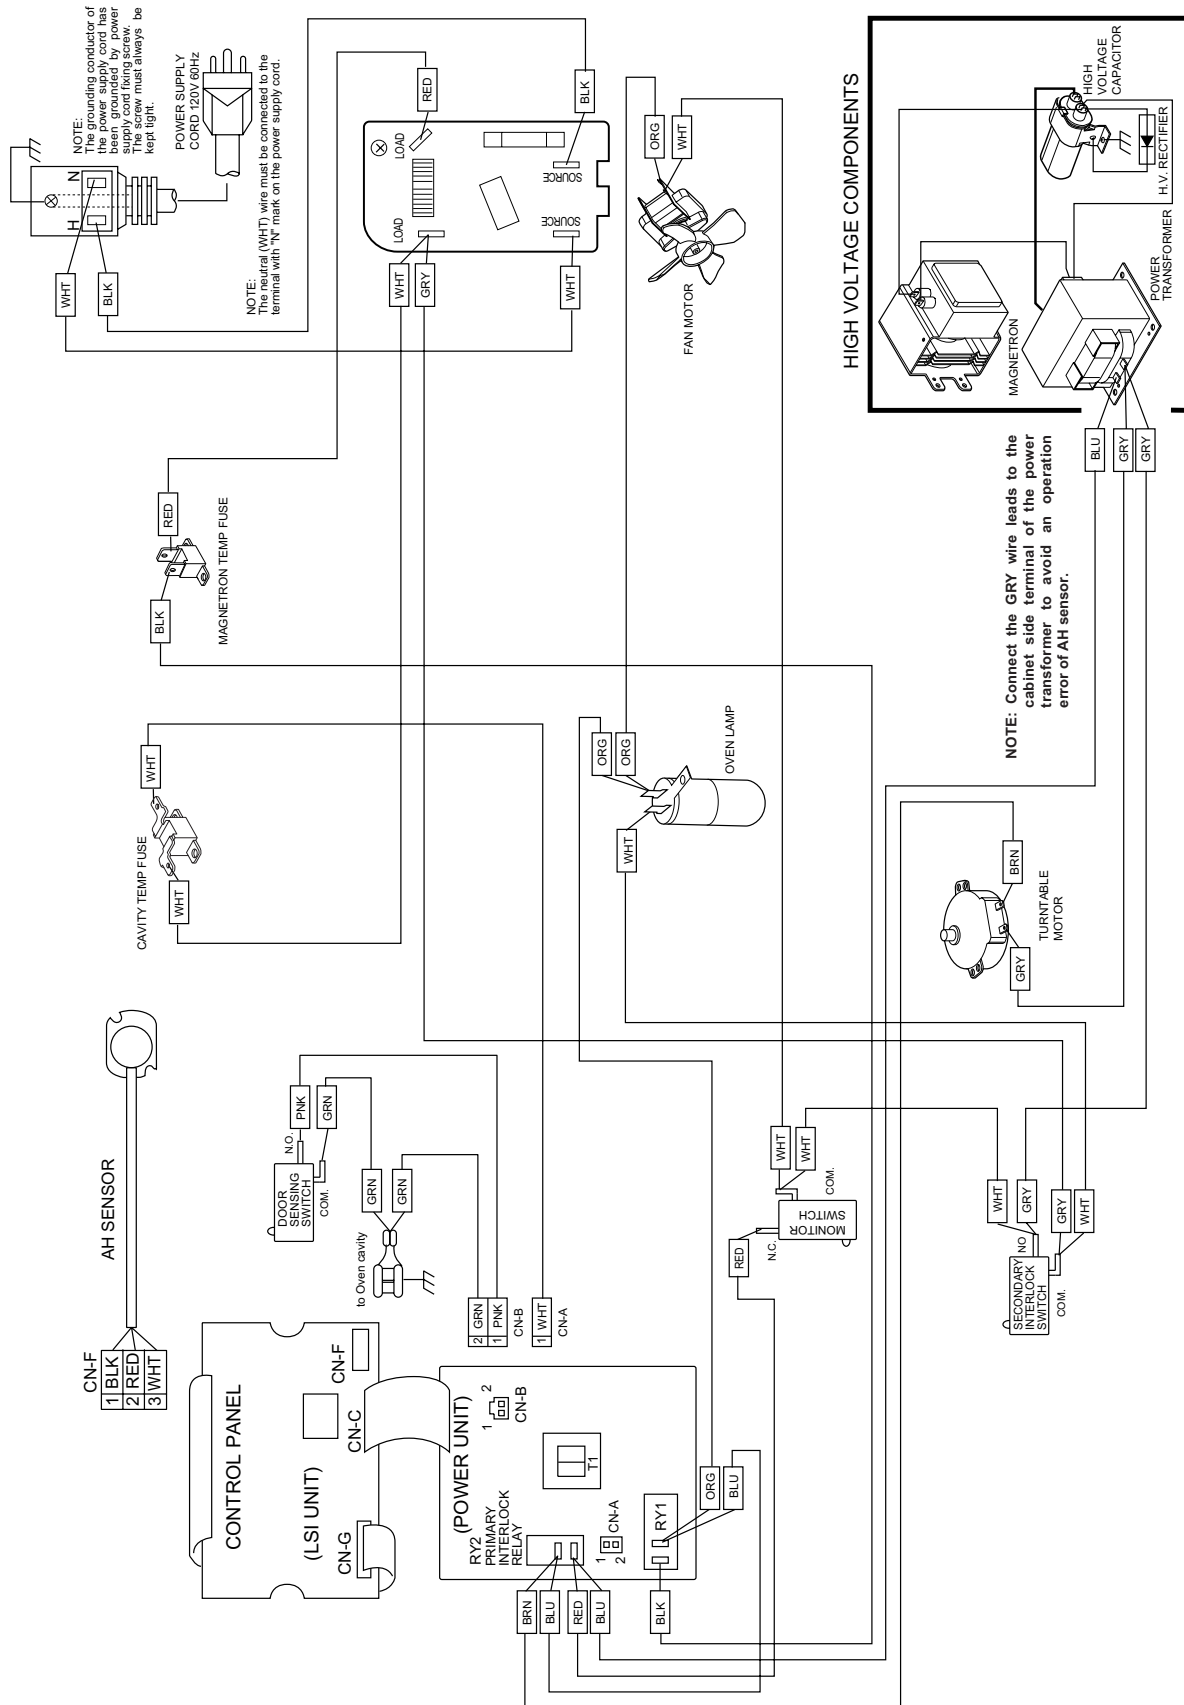 NOTE:
The grounding conductor of
the power supply cord has
been grounded by power
supply cord fixing screw.
The screw must always be
kept tight.
POWER SUPPLY
CORD 120V 60Hz
N
H
WHT
BLK
NOTE:
The neutral (WHT) wire must be connected to the
terminal with "N" mark on the power supply cord.
RED
BLK
LOAD
LOAD
SOURCE
SOURCE
WHT
GRY
WHT
ORG
WHT
FAN MOTOR
HIGH VOLTAGE COMPONENTS
HIGH
VOLTAGE
CAPACITOR
H.V. RECTIFIER
POWER
TRANSFORMER
MAGNETRON
BLU
GRY
GRY
NOTE: Connect the GRY wire leads to the
cabinet side terminal of the power
transformer to avoid an operation
error of AH sensor.
RED
BLK
MAGNETRON TEMP FUSE
WHT
WHT
CAVITY TEMP FUSE
ORG
ORG
WHT
OVEN LAMP
BRN
GRY
TURNTABLE
MOTOR
AH SENSOR
CN-F
1 BLK
2 RED
3 WHT
N.O.
PNK
GRN
DOOR
SENSING
SWITCH
COM.
GRN
GRN
to Oven cavity
2 GRN
1 PNK
CN-B
1 WHT
CN-A
WHT
WHT
COM.
MONITOR
SWITCH
N.C.
RED
WHT
GRY
GRY
WHT
NO
SECONDARY
INTERLOCK
SWITCH
COM.
CONTROL PANEL
(LSI UNIT)
CN-F
CN-C
CN-G
(POWER UNIT)
2
1
CN-B
T1
RY2
PRIMARY
INTERLOCK
RELAY
CN-A
1
2
RY1
ORG
BLU
BRN
BLU
RED
BLU
BLK